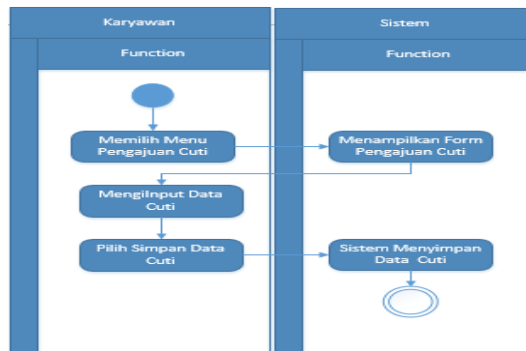 Karyawan
Sistem
Function
Function
Memilih Menu
Pengajuan Cuti
Menampilkan Form
Pengajuan Cuti
MengiInput Data
Cuti
Pilih Simpan Data
Cuti
Sistem Menyimpan
Data Cuti